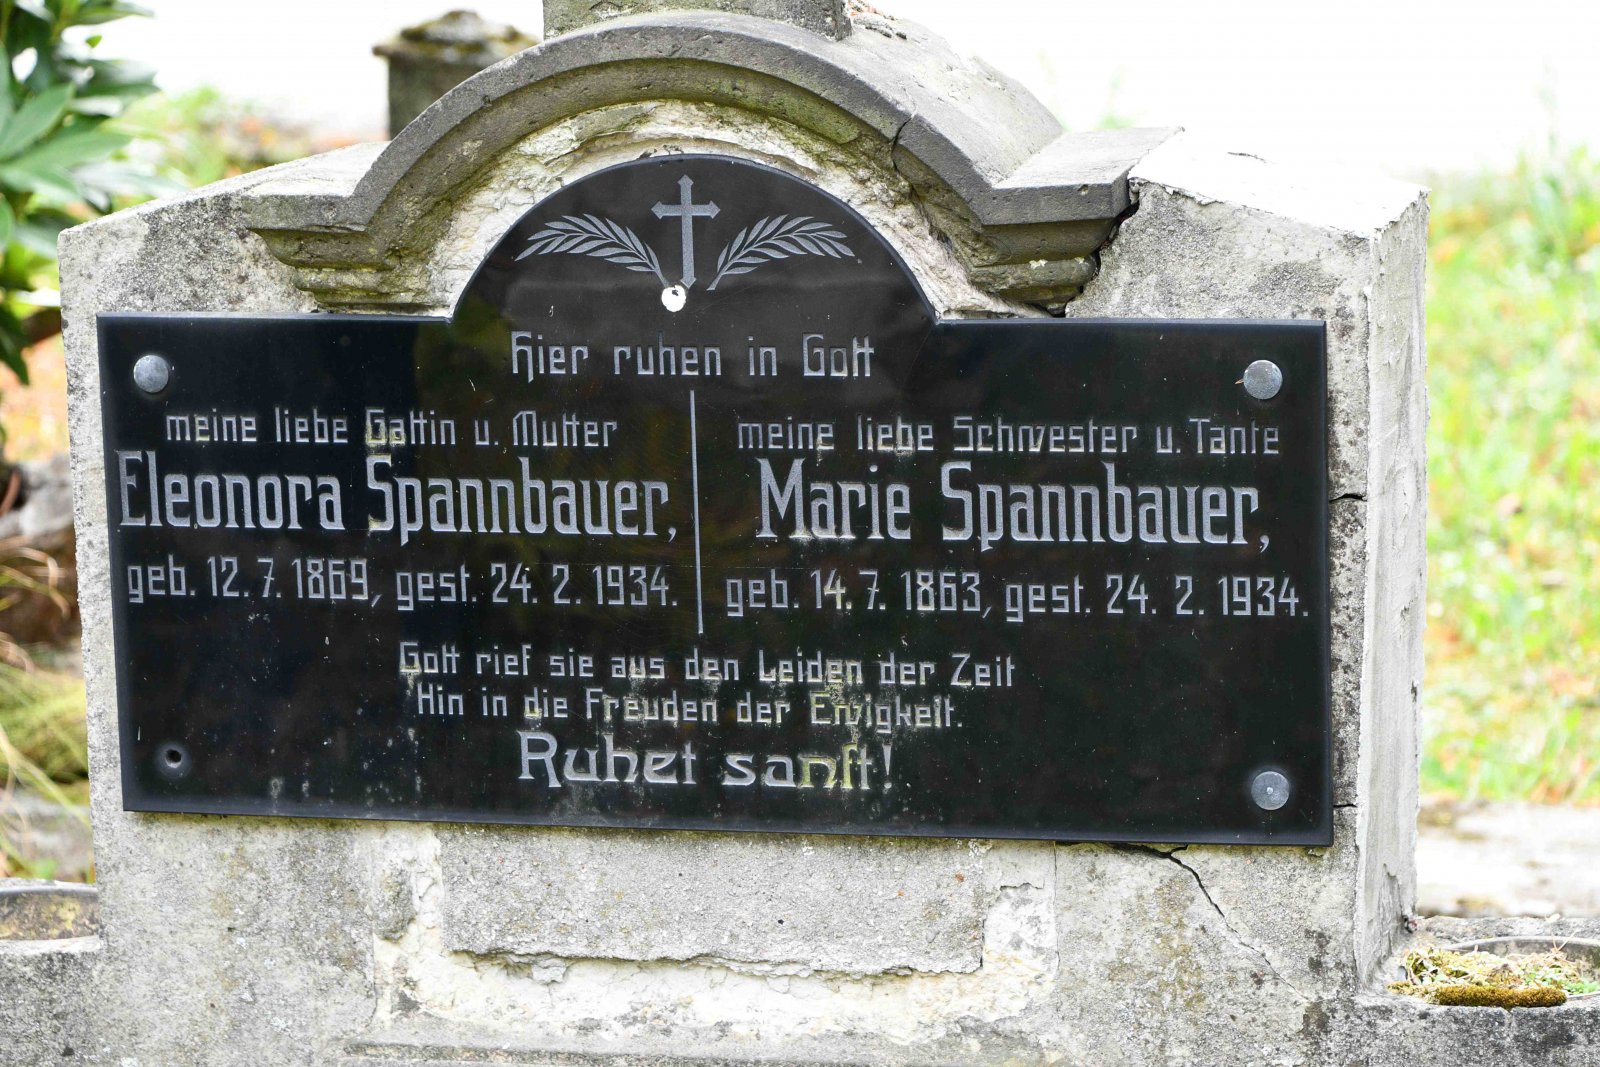 Hier ruhen in Gott
meine liebe Gattin u. Mutter
Eleonora Spannbauer,
geb. 12. 7. 1869, gest. 24. 2. 1934.
meine liebe Schwester u. Tante
Marie Spannbauer,
geb. 14. 7. 1863, gest. 24. 2. 1934.
Gott rief sie aus den Leiden der Zeit
Hin in die Freuden der Ewigkeit.
Ruhet sanft!